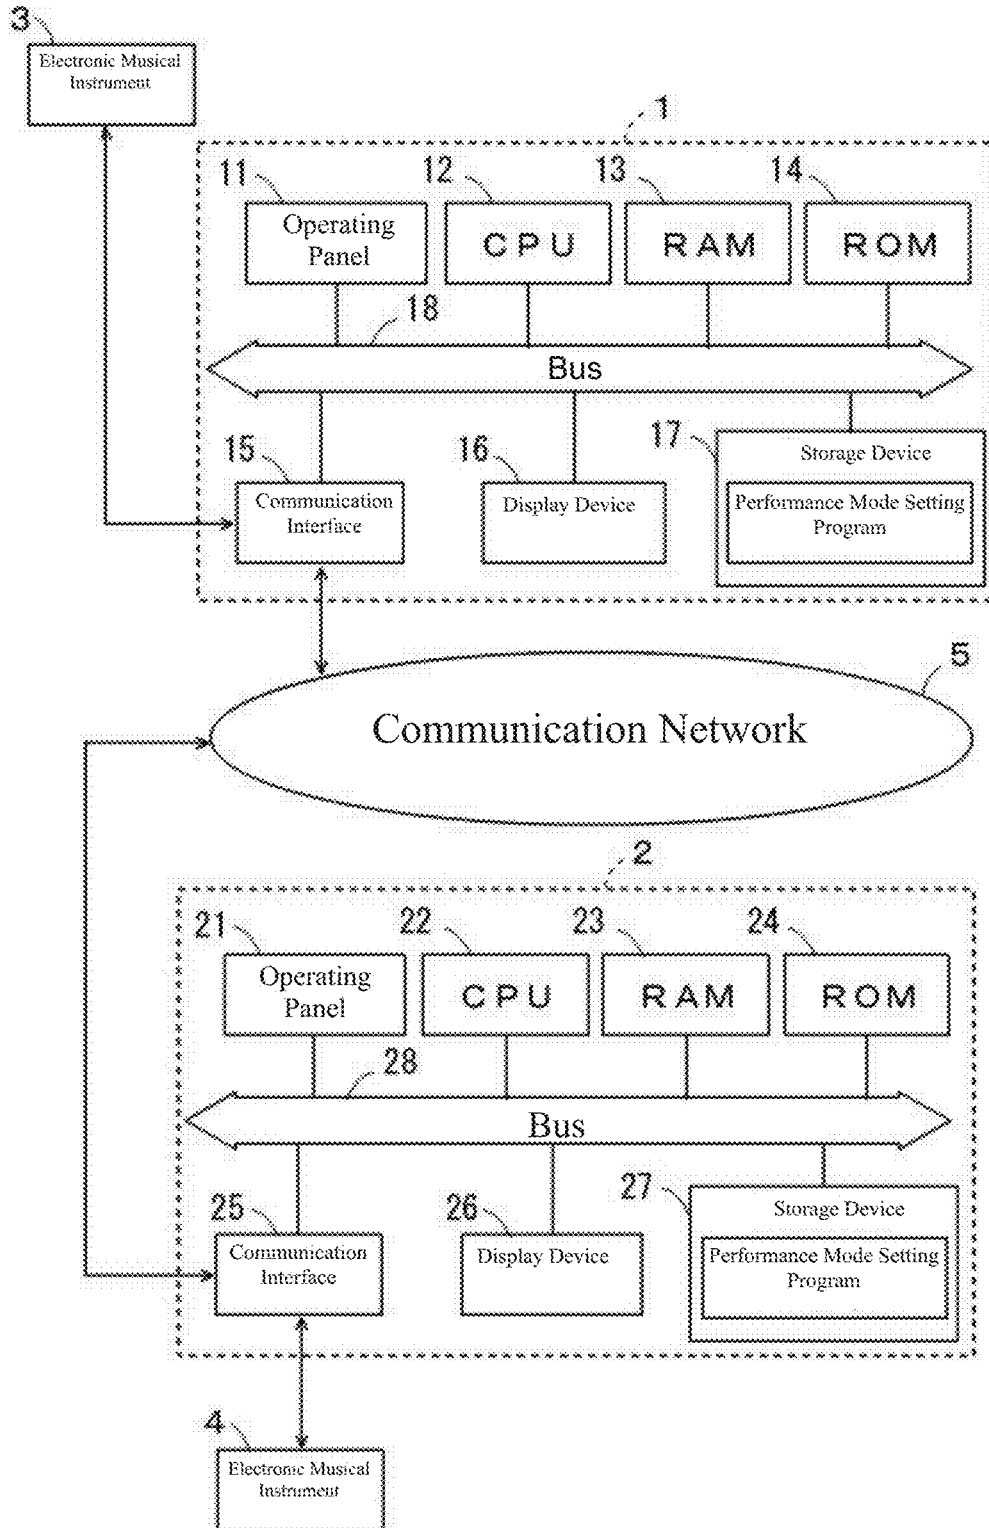 3
Electronic Musical
Instrument
1
11
12
13
14
Operating
Panel
CPU
RAM
ROM
18
Bus
15
16
17
Communication
Interface
Display Device
Storage Device
Performance Mode Setting
Program
5
Communication Network
2
21
22
23
24
Operating
Panel
CPU
RAM
ROM
28
Bus
25
26
27
Communication
Interface
Display Device
Storage Device
Performance Mode Setting
Program
4
Electronic Musical
Instrument